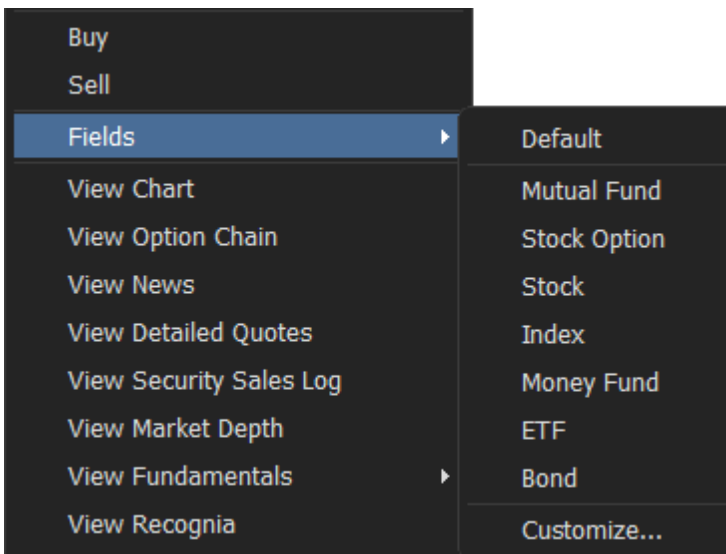 Buy
Sell
Fields
View Chart
View Option Chain
View News
View Detailed Quotes
View Security Sales Log
View Market Depth
View Fundamentals
View Recognia
Default
Mutual Fund
Stock Option
Stock
Index
Money Fund
ETF
Bond
Customize...